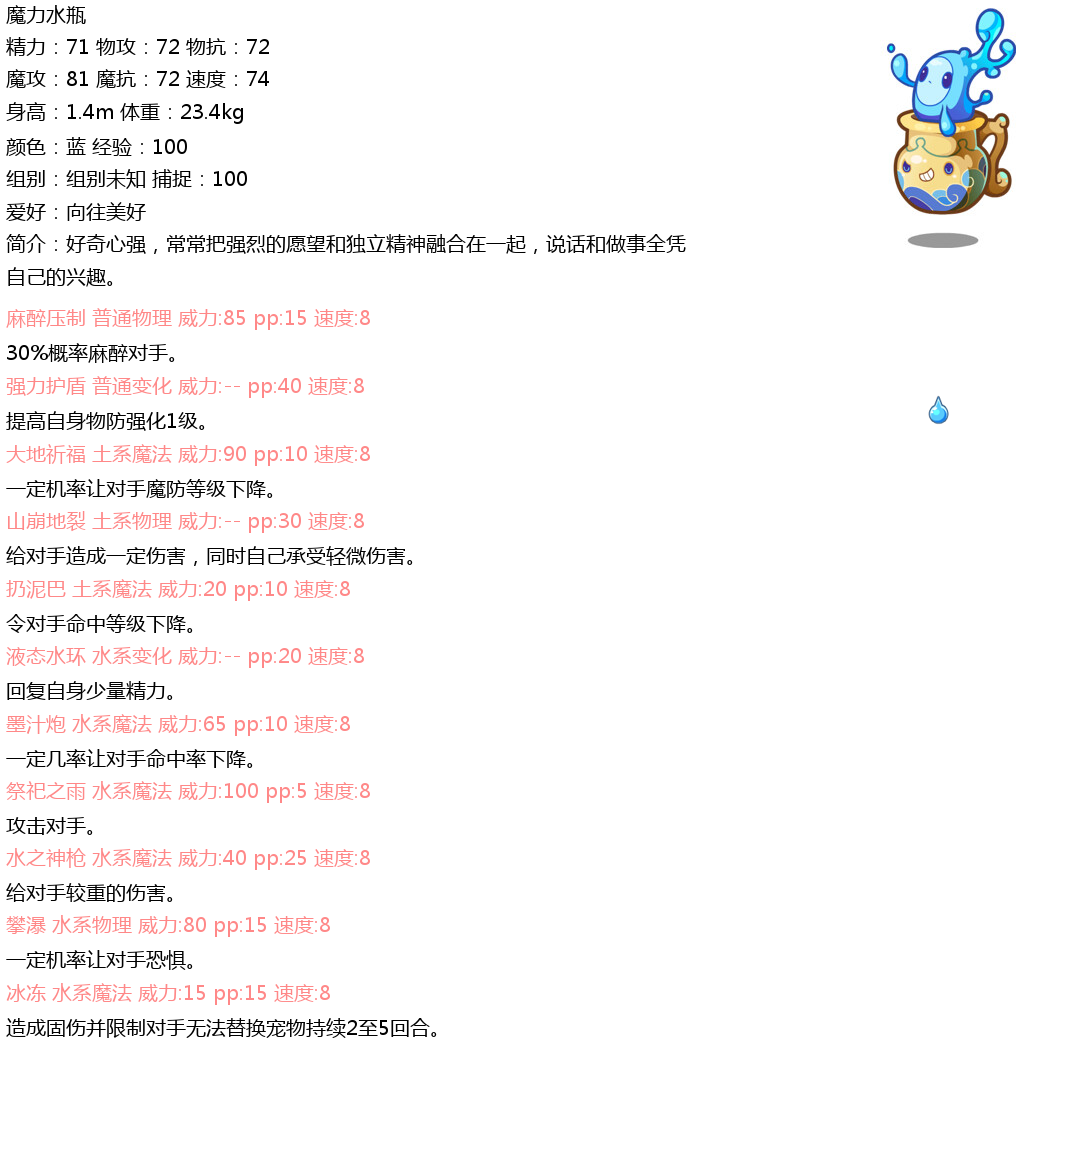 魔力水瓶
精力：71 物攻：72 物抗：72
魔攻：81 魔抗：72 速度：74
身高：1.4m 体重：23.4kg
颜色：蓝 经验：100
组别：组别未知 捕捉：100
爱好：向往美好
简介：好奇心强，常常把强烈的愿望和独立精神融合在一起，说话和做事全凭
自己的兴趣。
麻醉压制 普通物理 威力:85 pp:15 速度:8
30%概率麻醉对手。
强力护盾 普通变化 威力:-- pp:40 速度:8
提高自身物防强化1级。
大地祈福 土系魔法 威力:90 pp:10 速度:8
一定机率让对手魔防等级下降。
山崩地裂 土系物理 威力:-- pp:30 速度:8
给对手造成一定伤害，同时自己承受轻微伤害。
扔泥巴 土系魔法 威力:20 pp:10 速度:8
令对手命中等级下降。
液态水环 水系变化 威力:-- pp:20 速度:8
回复自身少量精力。
墨汁炮 水系魔法 威力:65 pp:10 速度:8
一定几率让对手命中率下降。
祭祀之雨 水系魔法 威力:100 pp:5 速度:8
攻击对手。
水之神枪 水系魔法 威力:40 pp:25 速度:8
给对手较重的伤害。
攀瀑 水系物理 威力:80 pp:15 速度:8
一定机率让对手恐惧。
冰冻 水系魔法 威力:15 pp:15 速度:8
造成固伤并限制对手无法替换宠物持续2至5回合。